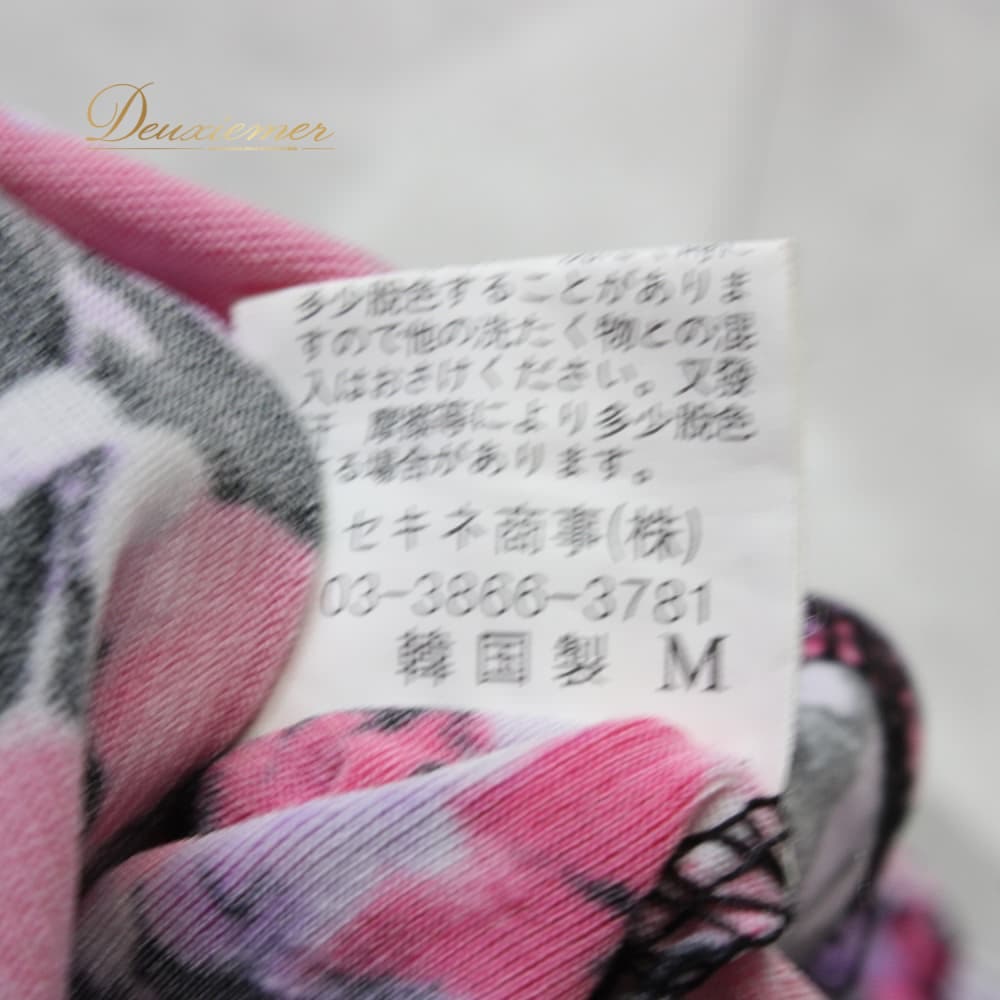 Deuxiemer
多少脱色することがありま
すので他の洗たく物との混
入はおさけください。又発
汗 摩擦等により多少脱色
する場合があります。
セキネ商事(株)
03-3866-3781
韓国製 M